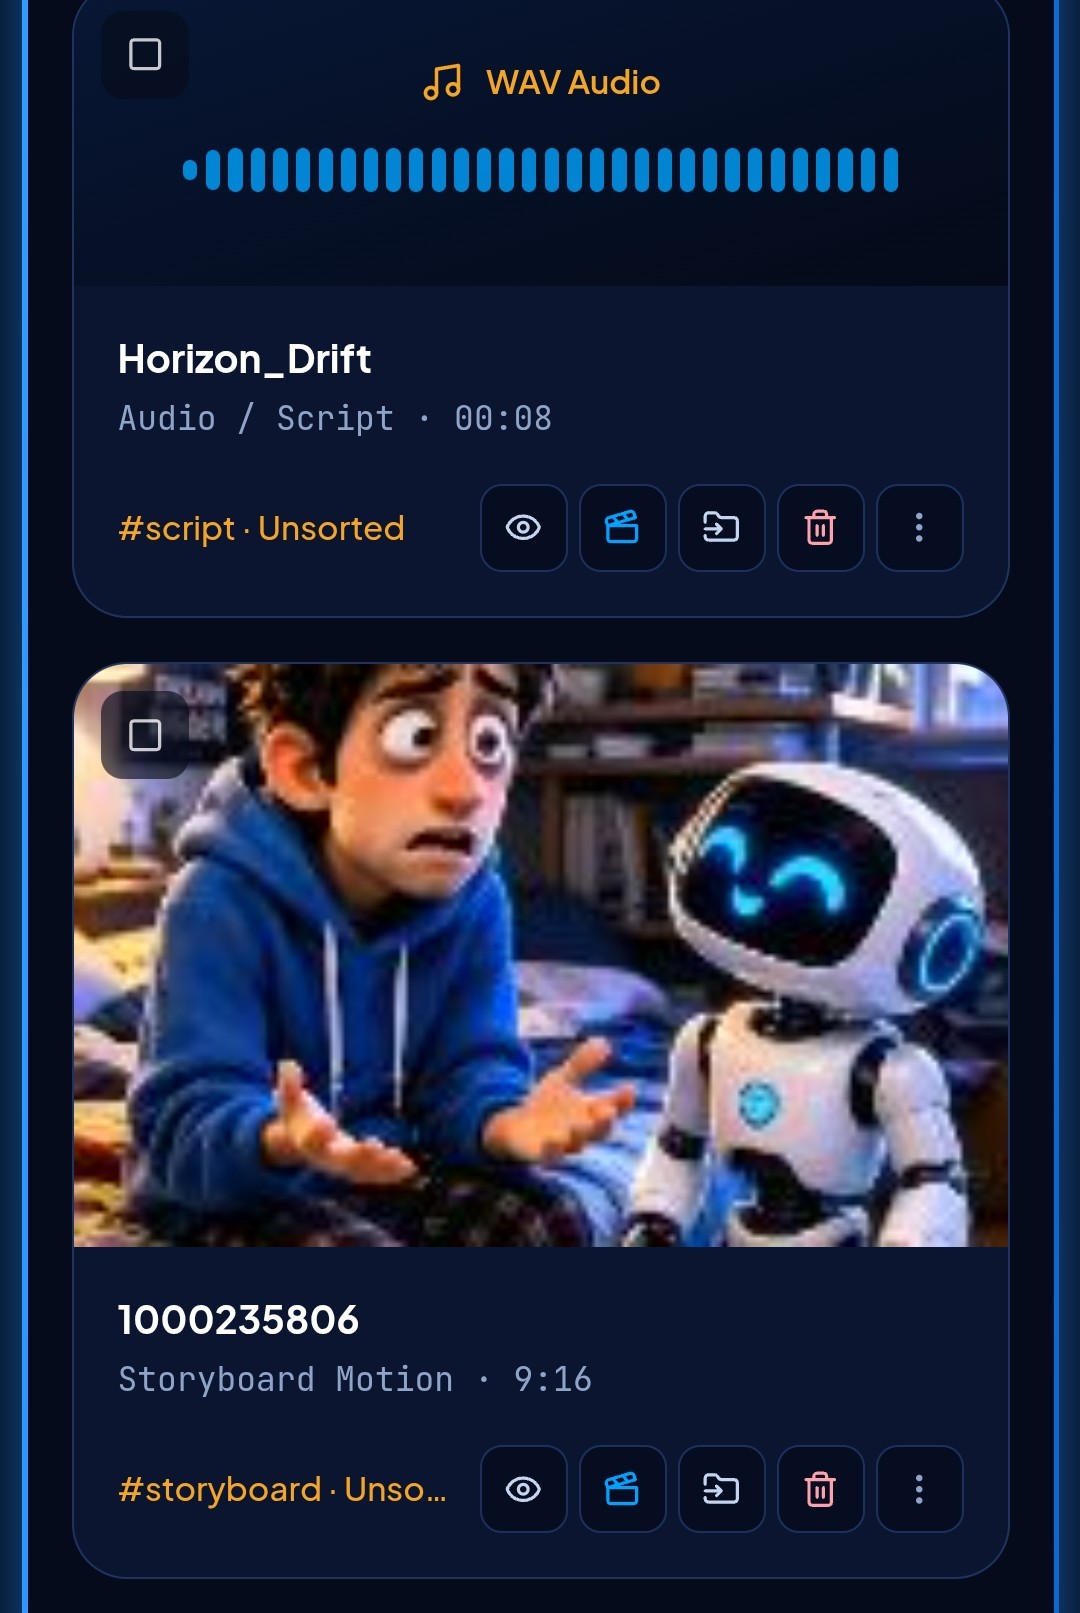 WAV Audio
Horizon_Drift
Audio / Script · 00:08
#script · Unsorted
1000235806
Storyboard Motion · 9:16
#storyboard · Unso...